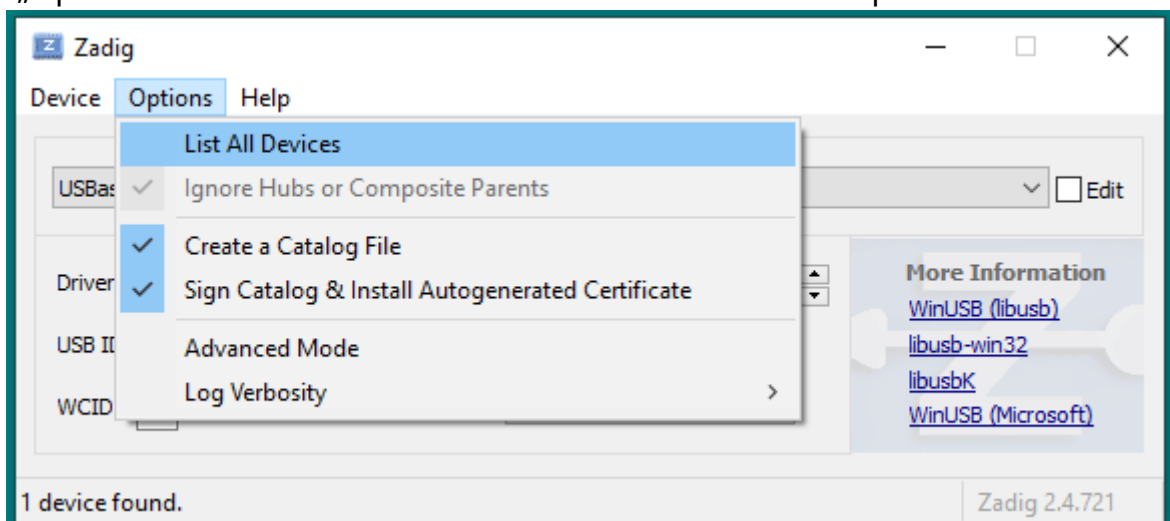 Zadig
Device Options Help
List All Devices
Ignore Hubs or Composite Parents
Edit
Create a Catalog File
Driver
Sign Catalog & Install Autogenerated Certificate
More Information
WinUSB (libusb)
USB
Advanced Mode
libusb-win32
Log Verbosity
libusbK
WCID
WinUSB (Microsoft)
1 device found.
Zadig 2.4.721